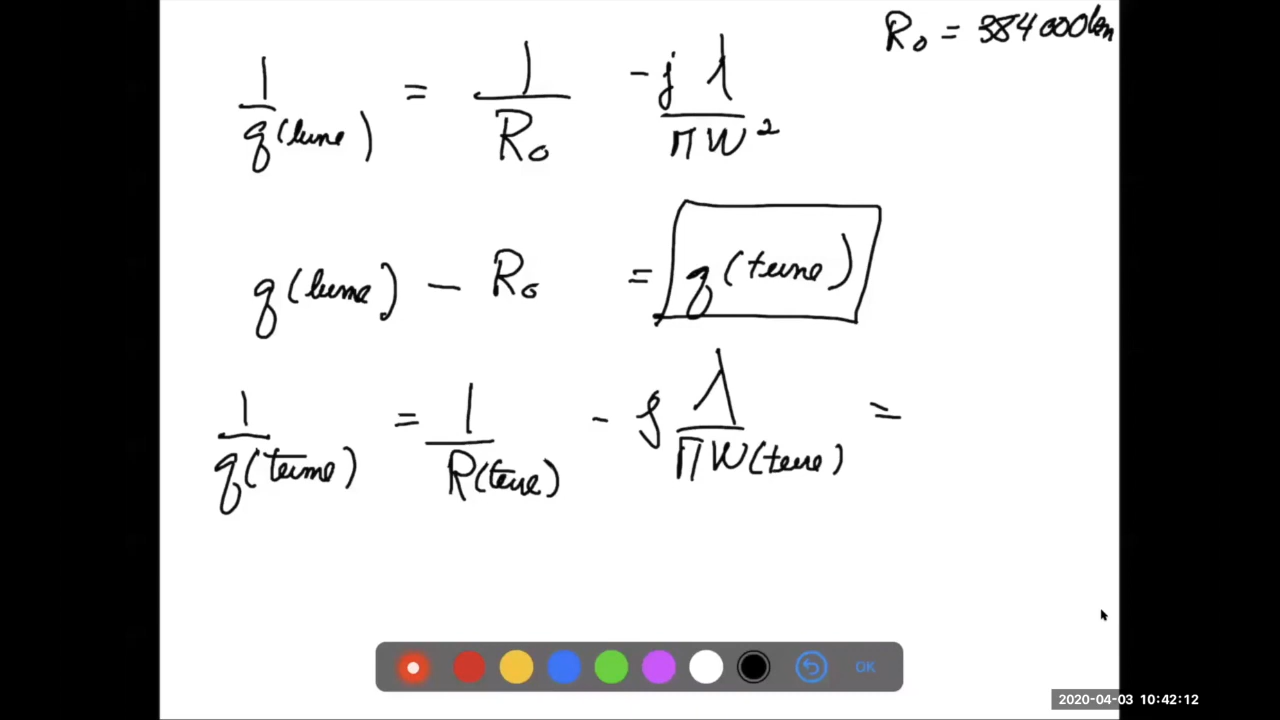 R₀ = 384 000 km
1/q(lune) = 1/R₀ - j λ/πW²
q(lune) - R₀ = q(terre)
1/q(terre) = 1/R(terre) - j λ/πW(terre) =
OK
2020-04-03 10:42:12